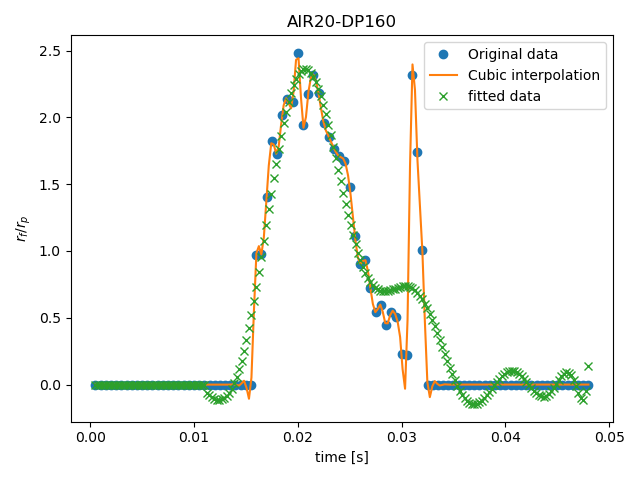 AIR20-DP160
2.5
2.0
1.5
1.0
0.5
0.0
r_f/r_p
Original data
Cubic interpolation
fitted data
0.00
0.01
0.02
0.03
0.04
0.05
time [s]